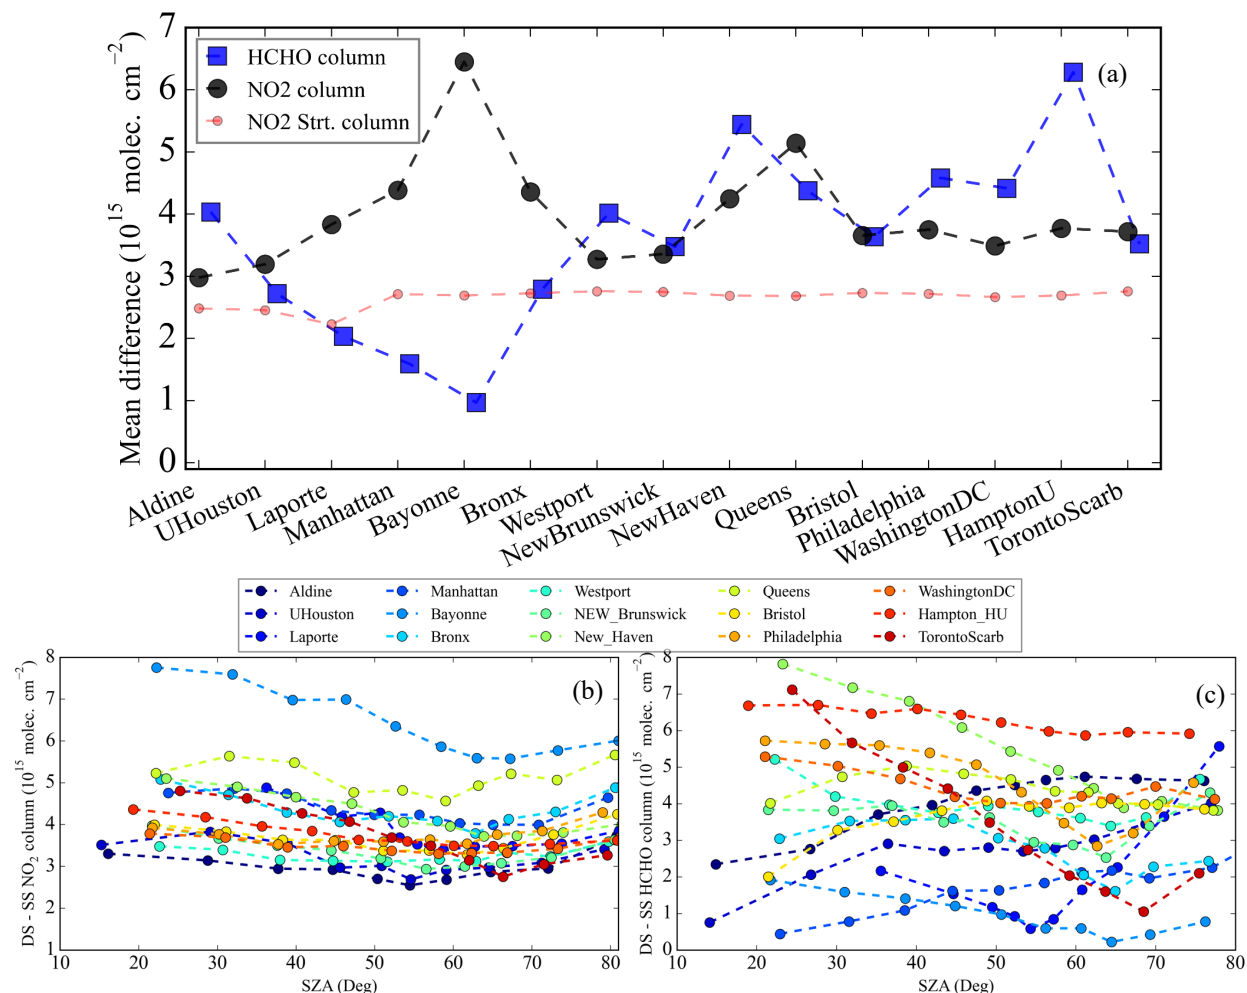 7
6
5
4
3
2
1
0
Mean difference (10^15 molec. cm^−2)
HCHO column
NO2 column
NO2 Strt. column
(a)
Aldine
UHouston
Laporte
Manhattan
Bayonne
Bronx
Westport
NewBrunswick
NewHaven
Queens
Bristol
Philadelphia
WashingtonDC
HamptonU
TorontoScarb
Aldine Manhattan Westport Queens WashingtonDC
UHouston Bayonne NEW_Brunswick Bristol Hampton_HU
Laporte Bronx New_Haven Philadelphia TorontoScarb
8
7
6
5
4
3
2
1
DS - SS NO₂ column (10^15 molec. cm^−2)
(b)
10 20 30 40 50 60 70 80
SZA (Deg)
8
7
6
5
4
3
2
1
0
DS - SS HCHO column (10^15 molec. cm^−2)
(c)
10 20 30 40 50 60 70 80
SZA (Deg)